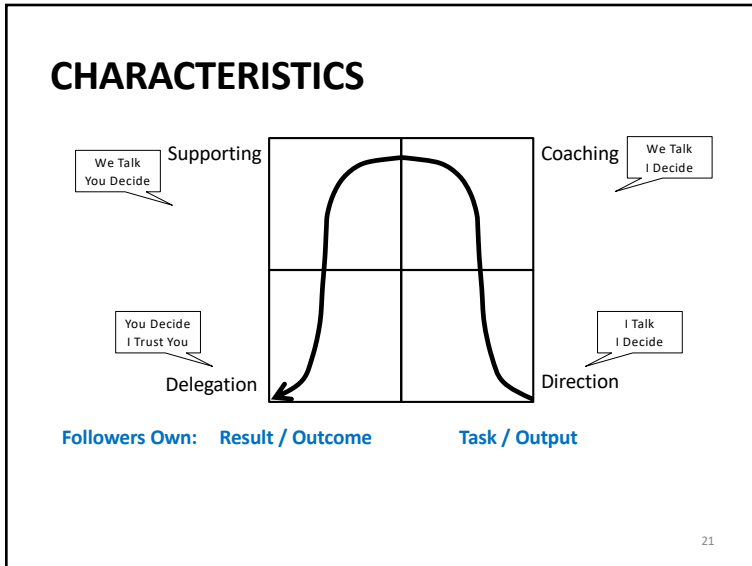 CHARACTERISTICS
We Talk
You Decide
Supporting
Coaching
We Talk
I Decide
You Decide
I Trust You
Delegation
Direction
I Talk
I Decide
Followers Own: Result / Outcome Task / Output
21